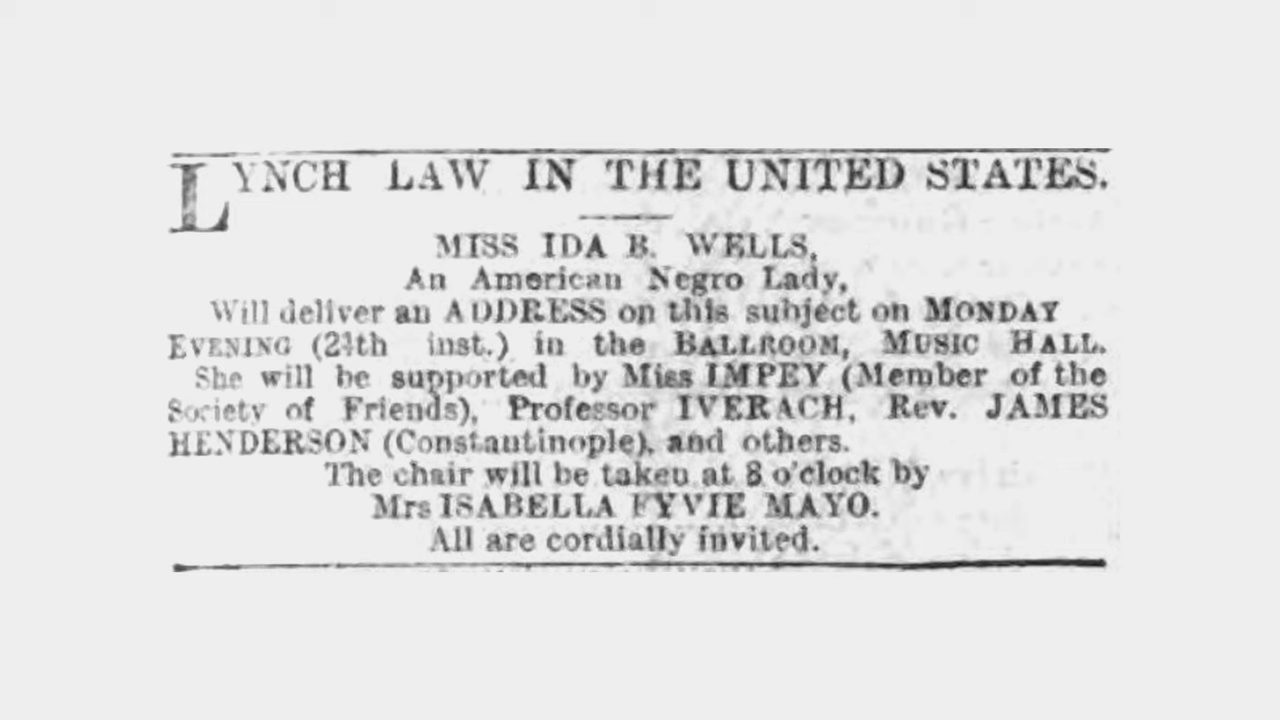 LYNCH LAW IN THE UNITED STATES.
MISS IDA B. WELLS,
An American Negro Lady,
Will deliver an ADDRESS on this subject on MONDAY
EVENING (24th inst.) in the BALLROOM, MUSIC HALL.
She will be supported by Miss IMPEY (Member of the
Society of Friends), Professor IVERACH, Rev. JAMES
HENDERSON (Constantinople), and others.
The chair will be taken at 8 o'clock by
Mrs ISABELLA FYVIE MAYO.
All are cordially invited.